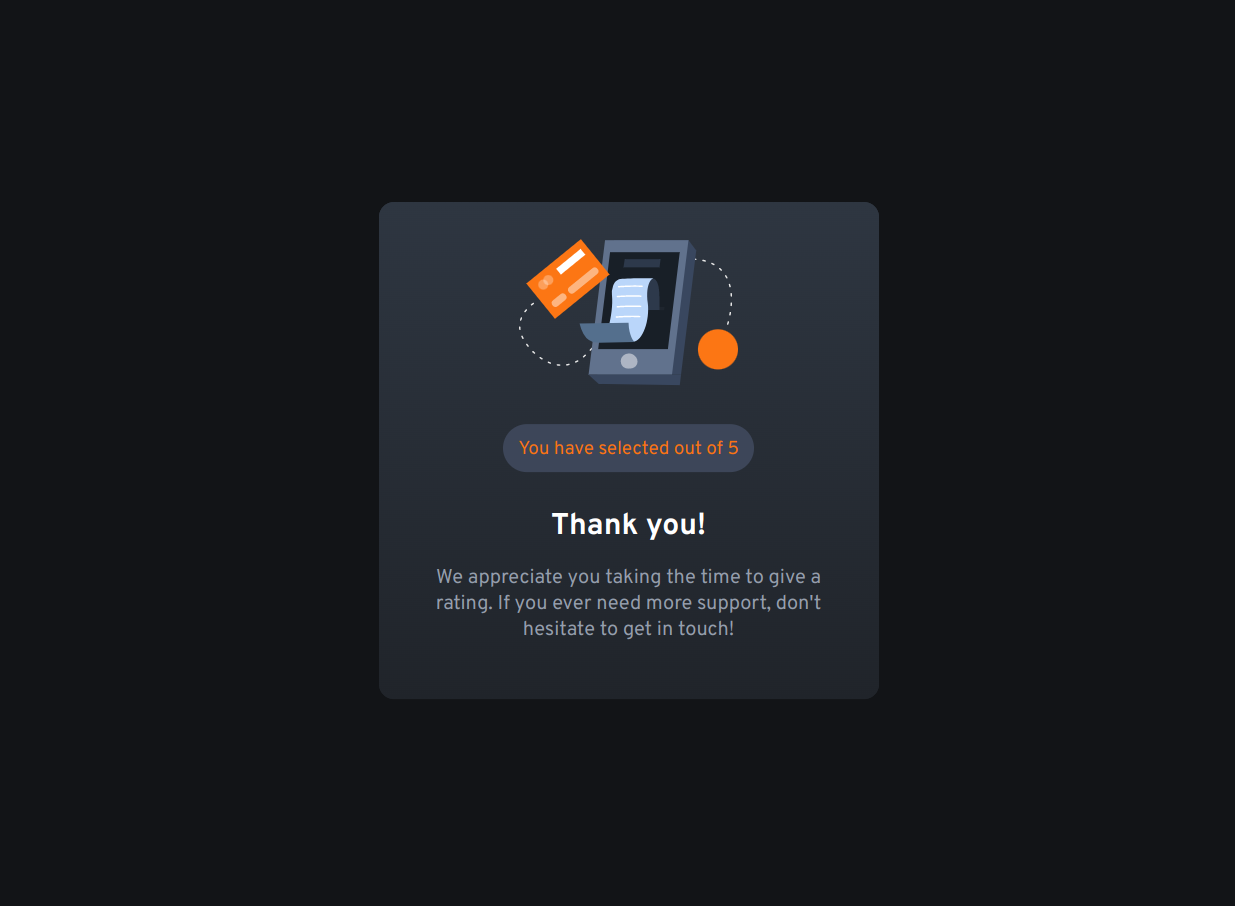 You have selected out of 5
Thank you!
We appreciate you taking the time to give a
rating. If you ever need more support, don't
hesitate to get in touch!